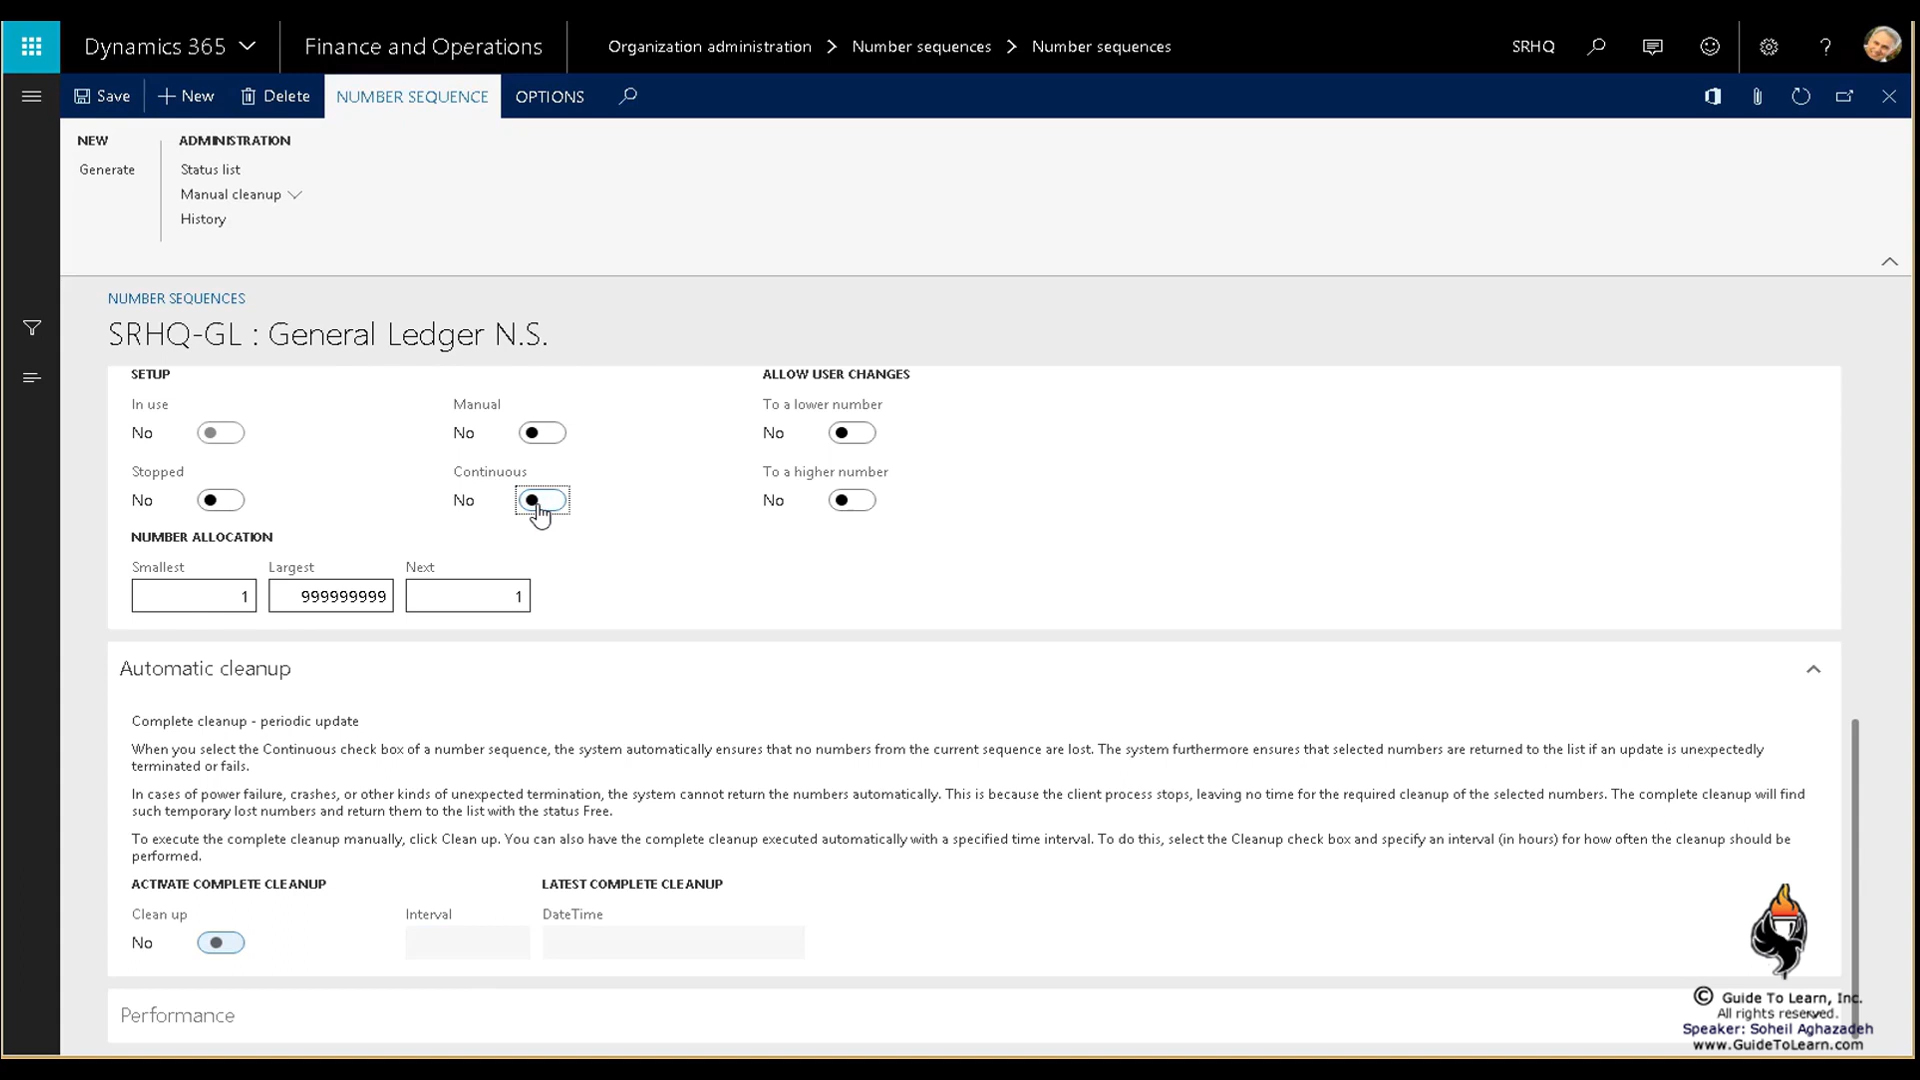 Dynamics 365 Finance and Operations Organization administration > Number sequences > Number sequences SRHQ ?
Save + New Delete NUMBER SEQUENCE OPTIONS
NEW ADMINISTRATION
Generate Status list
Manual cleanup
History
NUMBER SEQUENCES
SRHQ-GL : General Ledger N.S.
SETUP ALLOW USER CHANGES
In use Manual To a lower number
No No No
Stopped Continuous To a higher number
No No No
NUMBER ALLOCATION
Smallest Largest Next
1 999999999 1
Automatic cleanup
Complete cleanup - periodic update
When you select the Continuous check box of a number sequence, the system automatically ensures that no numbers from the current sequence are lost. The system furthermore ensures that selected numbers are returned to the list if an update is unexpectedly
terminated or fails.
In cases of power failure, crashes, or other kinds of unexpected termination, the system cannot return the numbers automatically. This is because the client process stops, leaving no time for the required cleanup of the selected numbers. The complete cleanup will find
such temporary lost numbers and return them to the list with the status Free.
To execute the complete cleanup manually, click Clean up. You can also have the complete cleanup executed automatically with a specified time interval. To do this, select the Cleanup check box and specify an interval (in hours) for how often the cleanup should be
performed.
ACTIVATE COMPLETE CLEANUP LATEST COMPLETE CLEANUP
Clean up Interval DateTime
No
Performance
© Guide To Learn, Inc.
All rights reserved.
Speaker: Soheil Aghazadeh
www.GuideToLearn.com